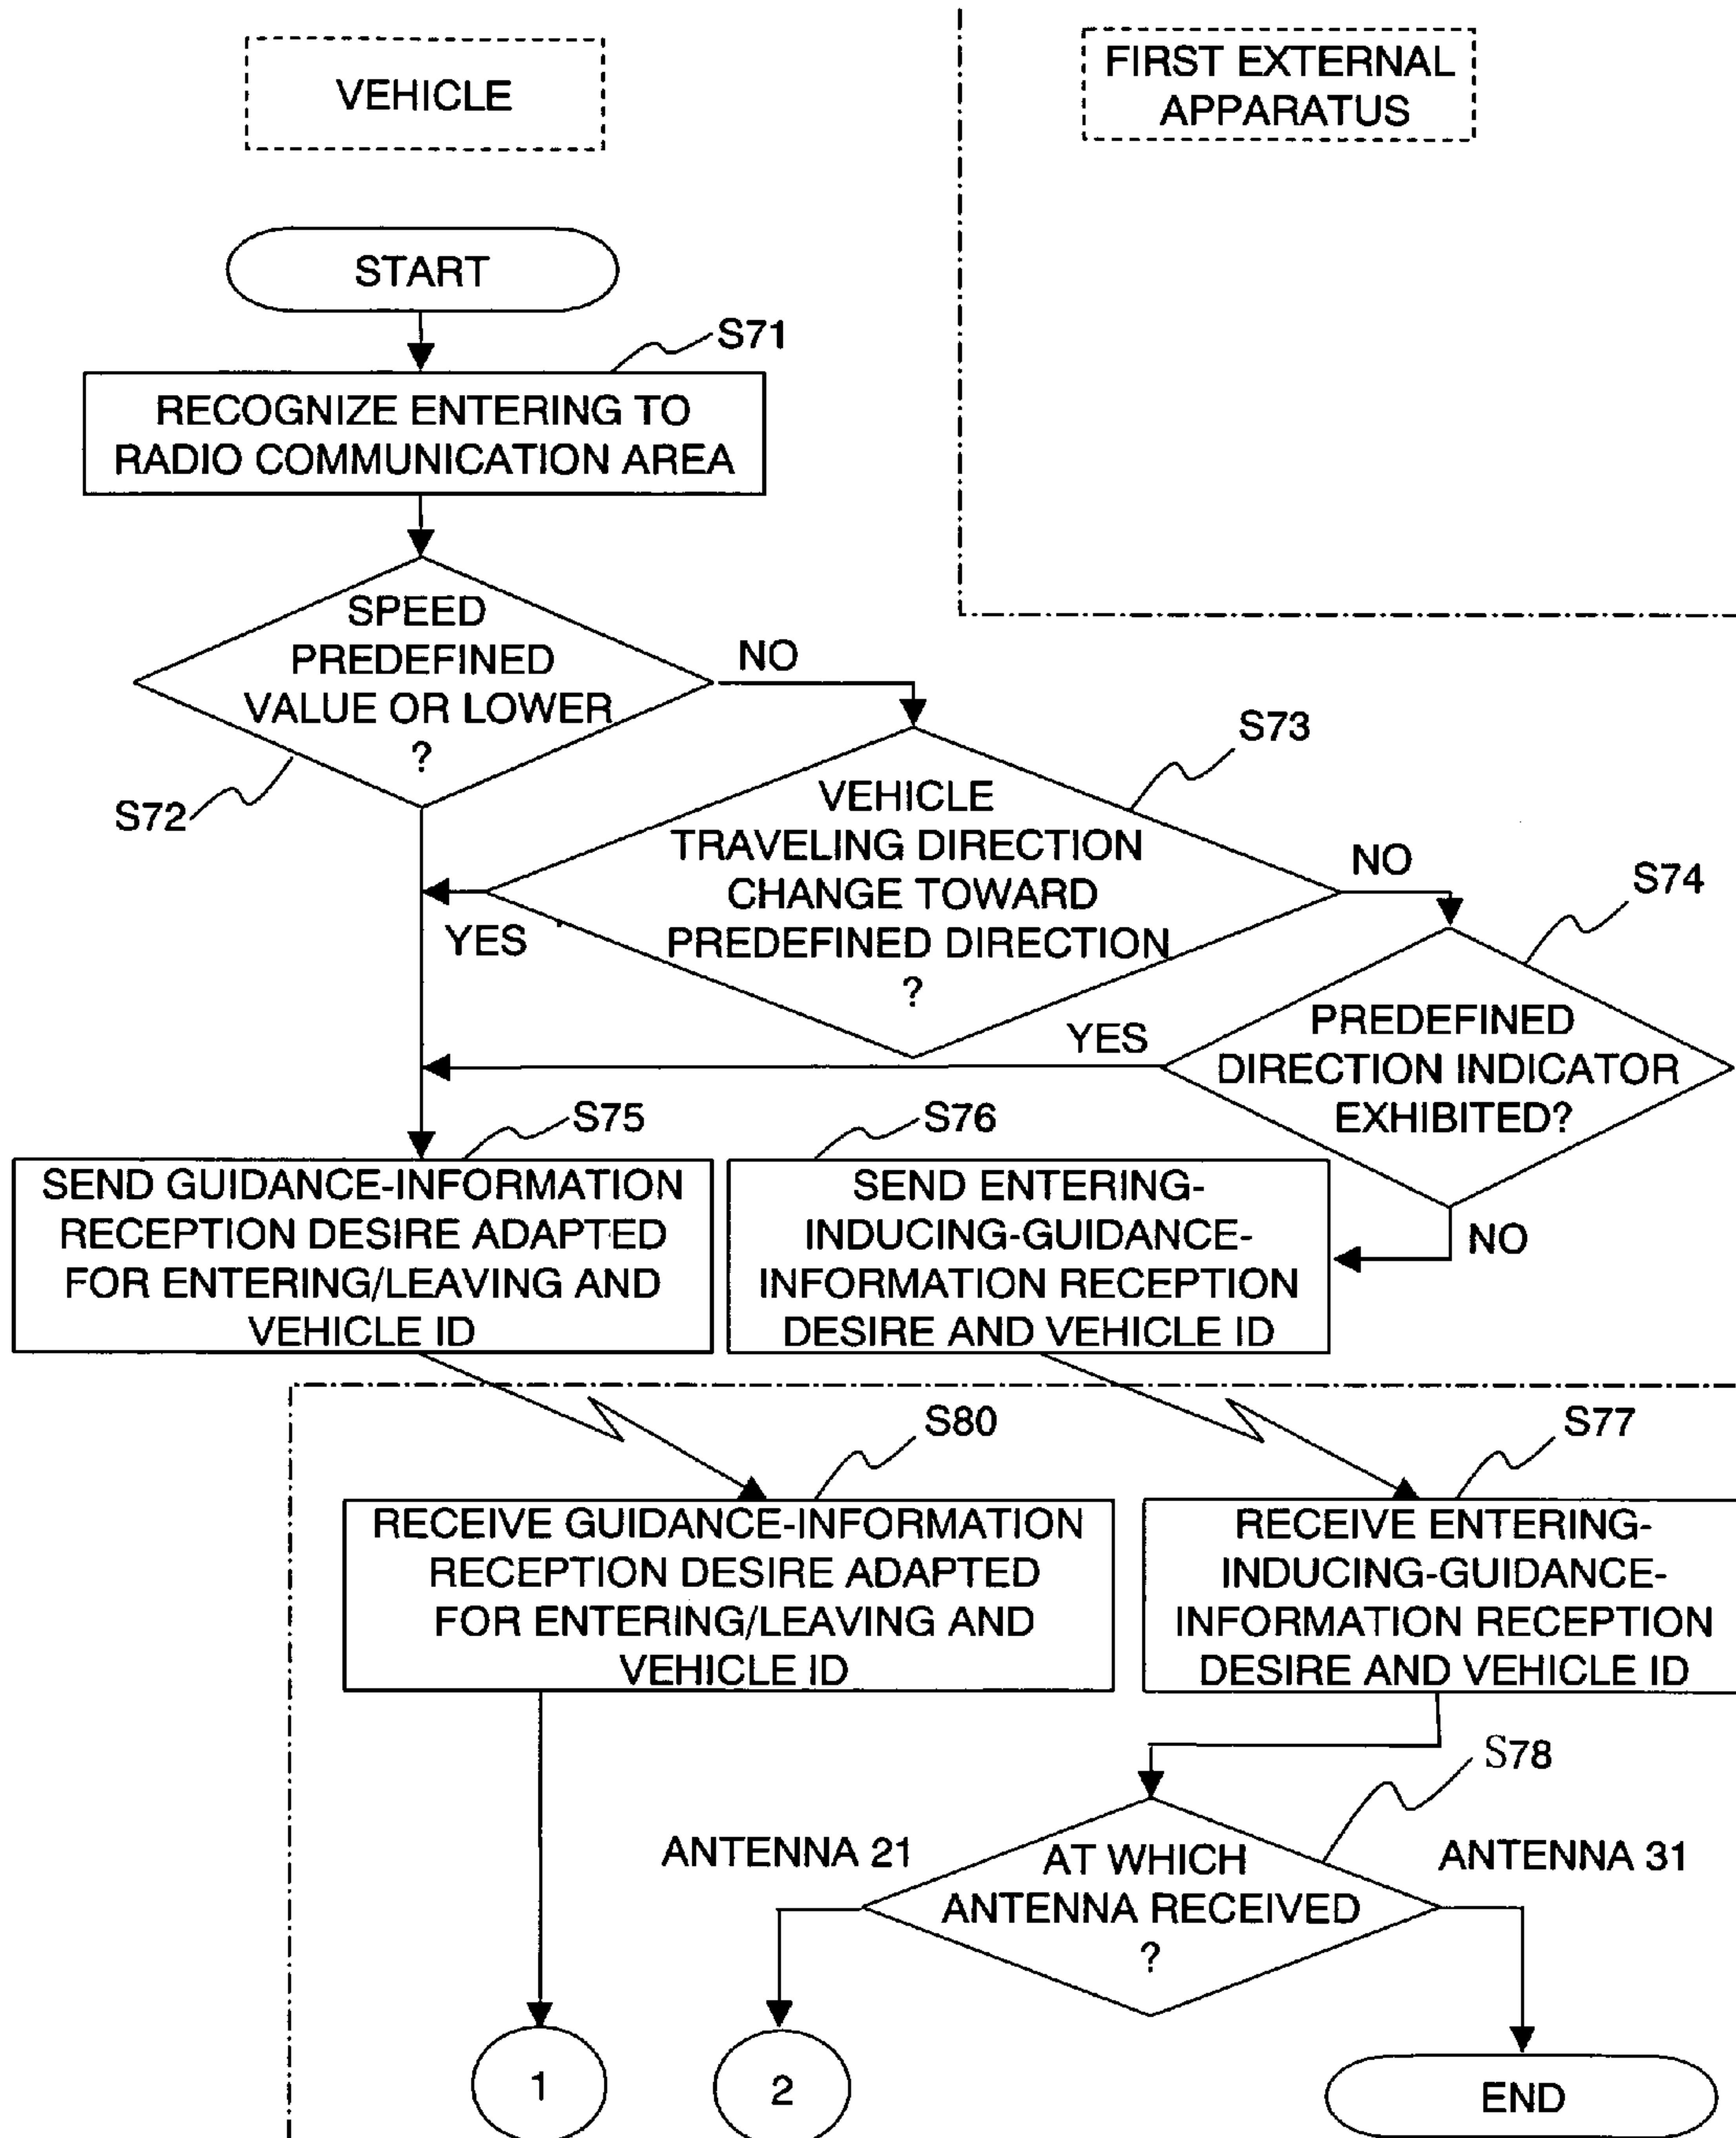 VEHICLE
FIRST EXTERNAL
APPARATUS
START
S71
RECOGNIZE ENTERING TO
RADIO COMMUNICATION AREA
SPEED
PREDEFINED
VALUE OR LOWER
?
NO
S72
S73
VEHICLE
TRAVELING DIRECTION
CHANGE TOWARD
PREDEFINED DIRECTION
?
YES
NO
S74
PREDEFINED
DIRECTION INDICATOR
EXHIBITED?
YES
NO
S75
SEND GUIDANCE-INFORMATION
RECEPTION DESIRE ADAPTED
FOR ENTERING/LEAVING AND
VEHICLE ID
S76
SEND ENTERING-
INDUCING-GUIDANCE-
INFORMATION RECEPTION
DESIRE AND VEHICLE ID
S80
RECEIVE GUIDANCE-INFORMATION
RECEPTION DESIRE ADAPTED
FOR ENTERING/LEAVING AND
VEHICLE ID
S77
RECEIVE ENTERING-
INDUCING-GUIDANCE-
INFORMATION RECEPTION
DESIRE AND VEHICLE ID
S78
ANTENNA 21
AT WHICH
ANTENNA RECEIVED
?
ANTENNA 31
1
2
END